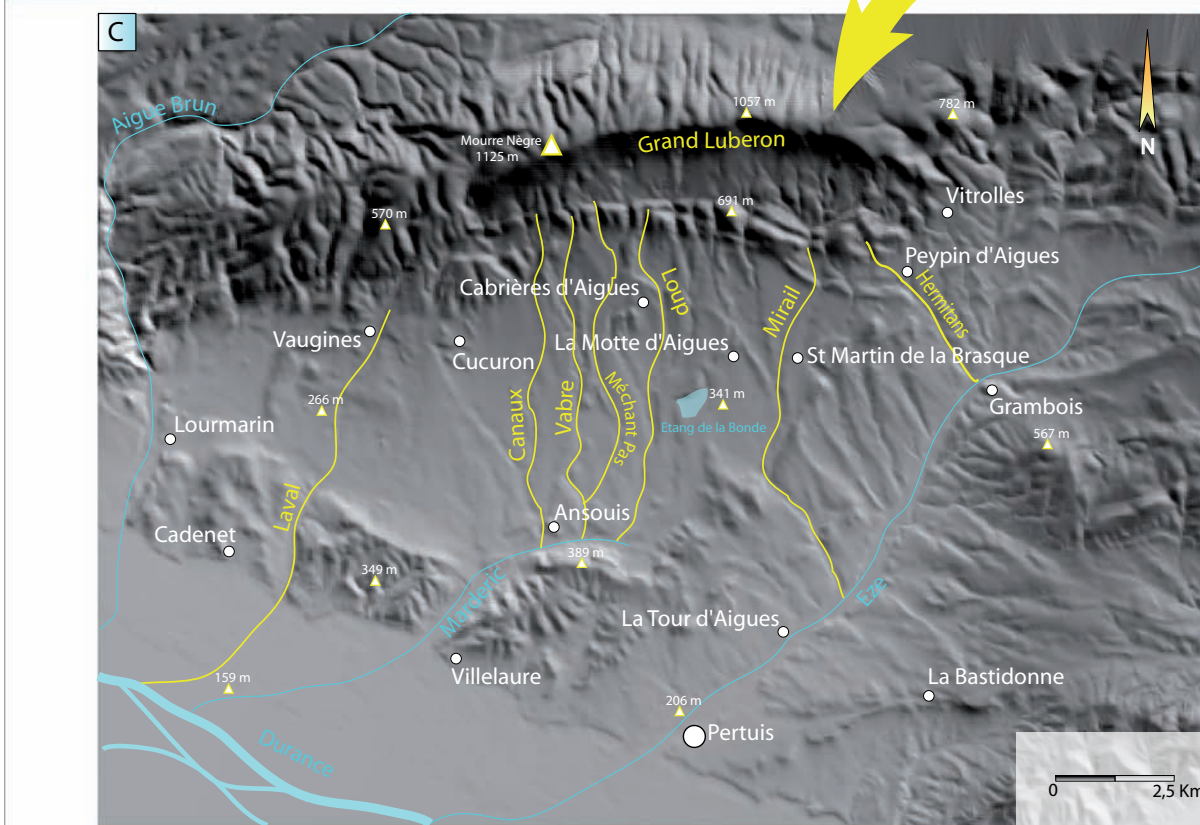 C
Aigue Brun
1057 m
782 m
Mourre Nègre
1125 m
Grand Luberon
N
Vitrolles
570 m
691 m
Peypin d'Aigues
Cabrières d'Aigues
Loup
Hermitans
Mirail
Vaugines
Cucuron
La Motte d'Aigues
St Martin de la Brasque
266 m
Canaux
Vabre
Méchant Pas
341 m
Grambois
Lourmarin
Etang de la Bonde
567 m
Laval
Ansouis
Cadenet
389 m
349 m
Marderic
Eze
La Tour d'Aigues
Villelaure
159 m
La Bastidonne
206 m
Pertuis
Durance
0 2,5 Km